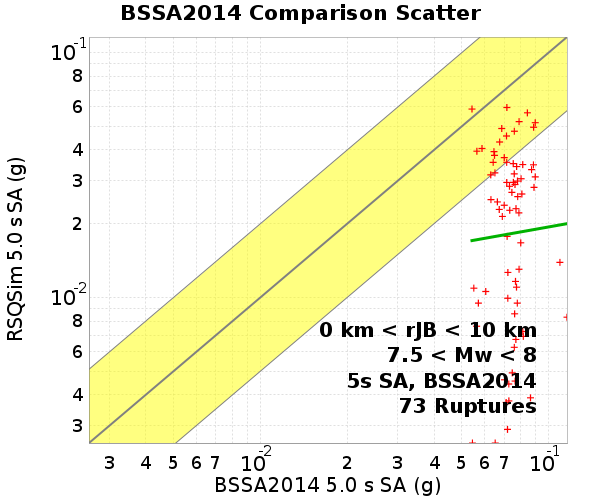 BSSA2014 Comparison Scatter
RSQSim 5.0 s SA (g)
10-1
8
6
4
3
2
10-2
8
6
4
3
0 km < rJB < 10 km
7.5 < Mw < 8
5s SA, BSSA2014
73 Ruptures
3 4 5 6 7 10-2 2 3 4 5 6 7 10-1
BSSA2014 5.0 s SA (g)